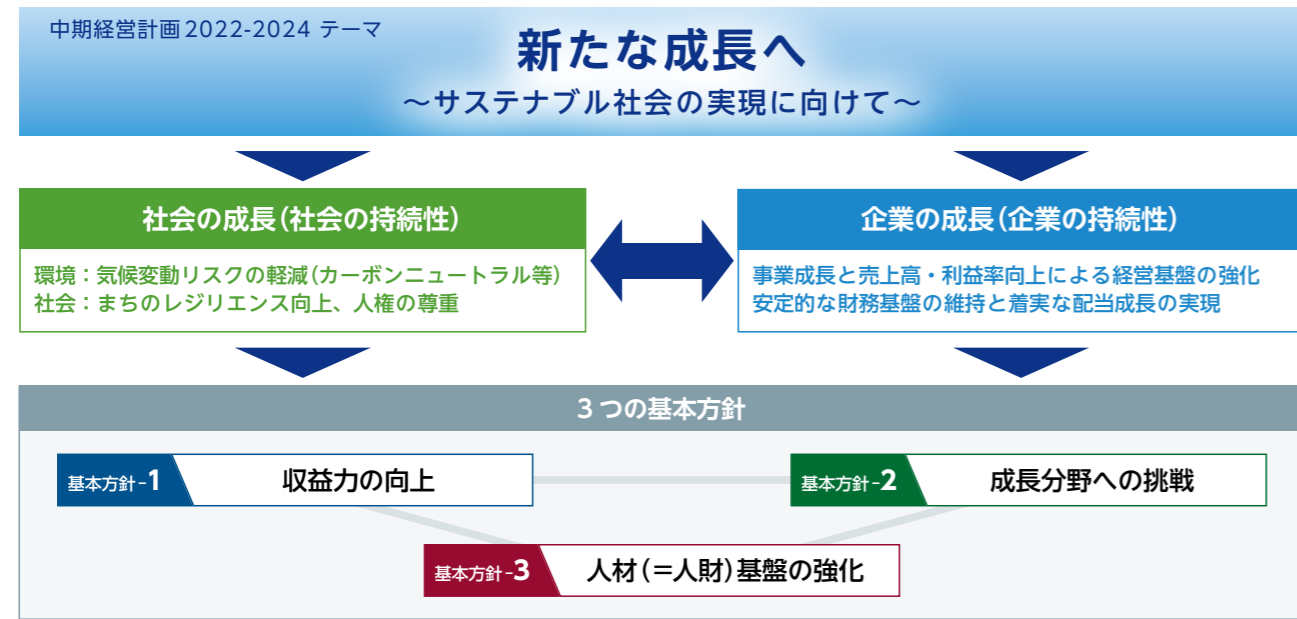 中期経営計画2022-2024 テーマ
新たな成長へ
～サステナブル社会の実現に向けて～
社会の成長（社会の持続性）
環境：気候変動リスクの軽減（カーボンニュートラル等）
社会：まちのレジリエンス向上、人権の尊重
企業の成長（企業の持続性）
事業成長と売上高・利益率向上による経営基盤の強化
安定的な財務基盤の維持と着実な配当成長の実現
3つの基本方針
基本方針-1 収益力の向上
基本方針-2 成長分野への挑戦
基本方針-3 人材（＝人財）基盤の強化